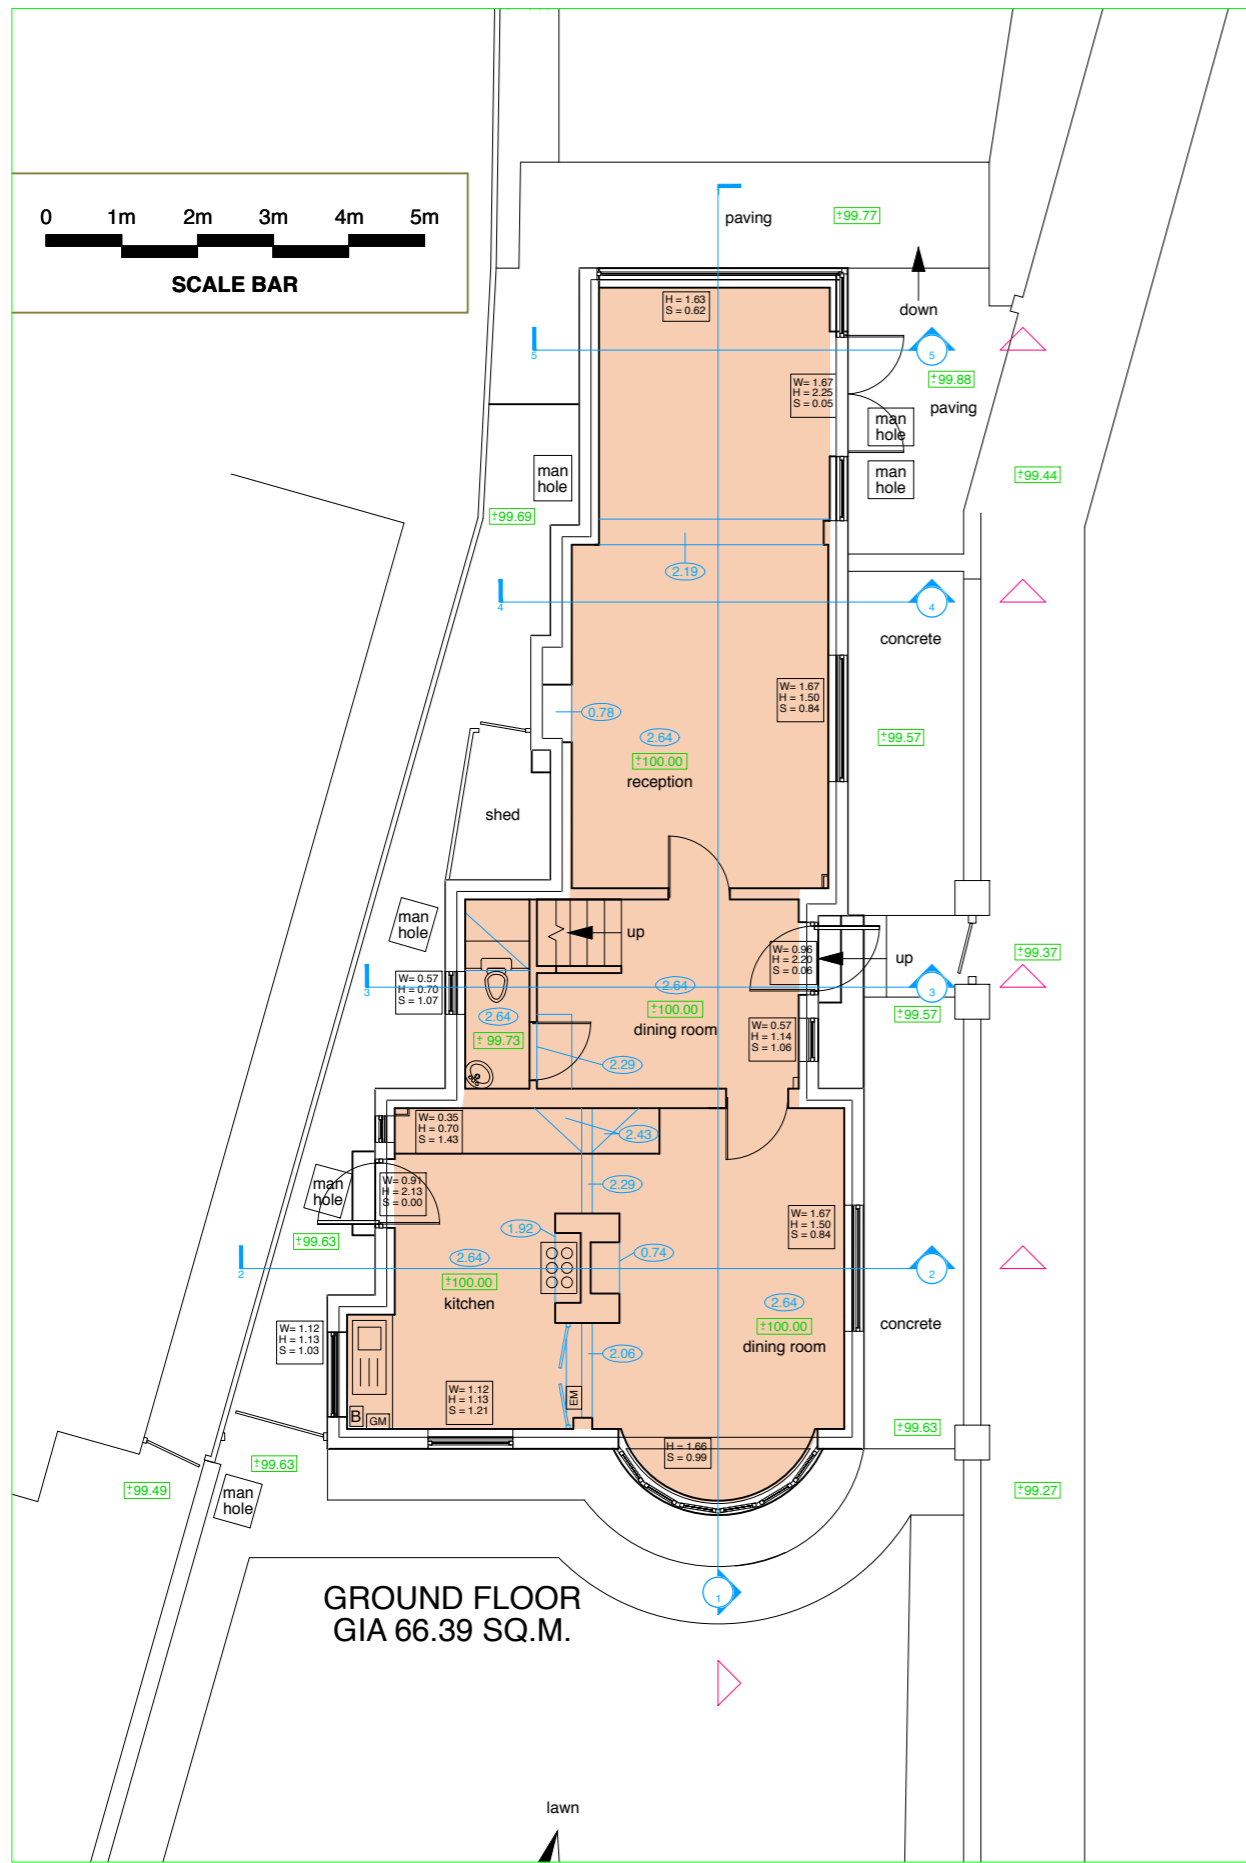 0 1m 2m 3m 4m 5m
SCALE BAR
paving
±99.77
H = 1.63
S = 0.62
down
5
5
±99.88
paving
W= 1.67
H = 2.25
S = 0.05
man
hole
man
hole
man
hole
±99.44
±99.69
2.19
4
4
concrete
W= 1.67
H = 1.50
S = 0.84
0.78
2.64
±100.00
reception
±99.57
shed
man
hole
up
W= 0.96
H = 2.20
S = 0.06
up
±99.37
W= 0.57
H = 0.70
S = 1.07
3
3
2.64
±100.00
dining room
2.64
± 99.73
±99.57
W= 0.57
H = 1.14
S = 1.06
2.29
W= 0.35
H = 0.70
S = 1.43
2.43
man
hole
W= 0.91
H = 2.13
S = 0.00
2.29
W= 1.67
H = 1.50
S = 0.84
1.92
±99.63
2.64
±100.00
kitchen
0.74
2
2
2.64
±100.00
dining room
concrete
W= 1.12
H = 1.13
S = 1.03
2.06
W= 1.12
H = 1.13
S = 1.21
EM
B
GM
±99.63
H = 1.66
S = 0.99
±99.63
±99.49
man
hole
±99.27
1
GROUND FLOOR
GIA 66.39 SQ.M.
1
lawn